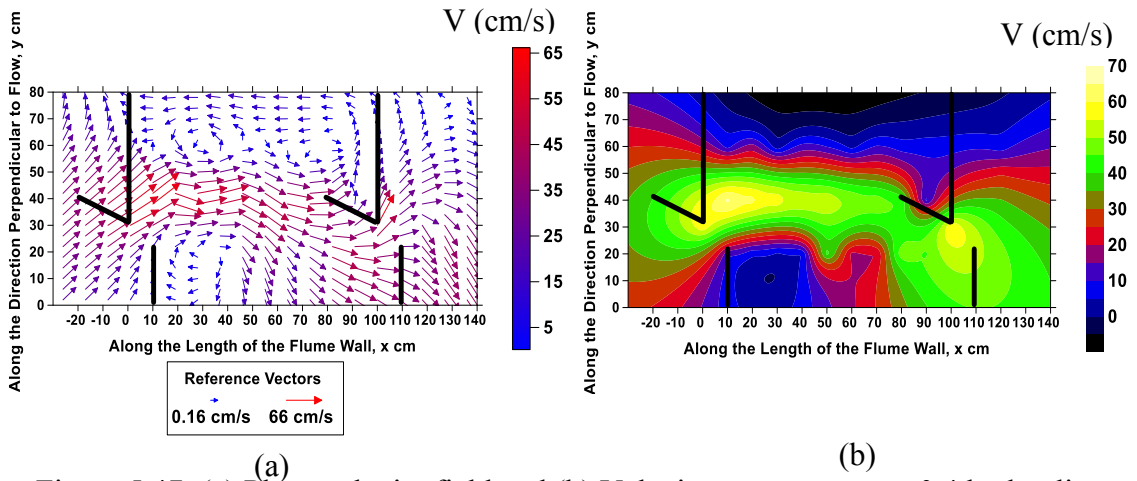 V (cm/s)
65
55
45
35
25
15
5
Along the Direction Perpendicular to Flow, y cm
80
70
60
50
40
30
20
10
0
-20 -10 0 10 20 30 40 50 60 70 80 90 100 110 120 130 140
Along the Length of the Flume Wall, x cm
Reference Vectors
0.16 cm/s 66 cm/s
(a)
V (cm/s)
70
60
50
40
30
20
10
0
Along the Direction Perpendicular to Flow, y cm
80
70
60
50
40
30
20
10
0
-20 -10 0 10 20 30 40 50 60 70 80 90 100 110 120 130 140
Along the Length of the Flume Wall, x cm
(b)